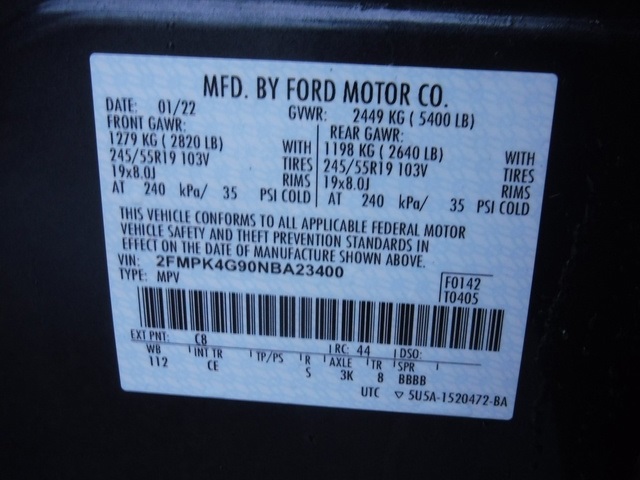 MFD. BY FORD MOTOR CO.
DATE: 01/22 GVWR: 2449 KG ( 5400 LB)
FRONT GAWR: REAR GAWR:
1279 KG ( 2820 LB) WITH 1198 KG ( 2640 LB) WITH
245/55R19 103V TIRES 245/55R19 103V TIRES
19x8.0J RIMS 19x8.0J RIMS
AT 240 kPa/ 35 PSI COLD AT 240 kPa/ 35 PSI COLD
THIS VEHICLE CONFORMS TO ALL APPLICABLE FEDERAL MOTOR
VEHICLE SAFETY AND THEFT PREVENTION STANDARDS IN
EFFECT ON THE DATE OF MANUFACTURE SHOWN ABOVE.
VIN: 2FMPK4G90NBA23400
TYPE: MPV F0142
T0405
EXT PNT: C8 RC: 44 DSO:
WB INT TR TP/PS R AXLE TR SPR
112 CE S 3K 8 BBBB
UTC ▽ 5U5A-1520472-BA